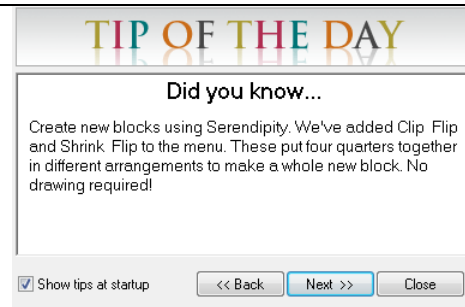 TIP OF THE DAY
Did you know...
Create new blocks using Serendipity. We've added Clip Flip
and Shrink Flip to the menu. These put four quarters together
in different arrangements to make a whole new block. No
drawing required!
Show tips at startup
<< Back
Next >>
Close